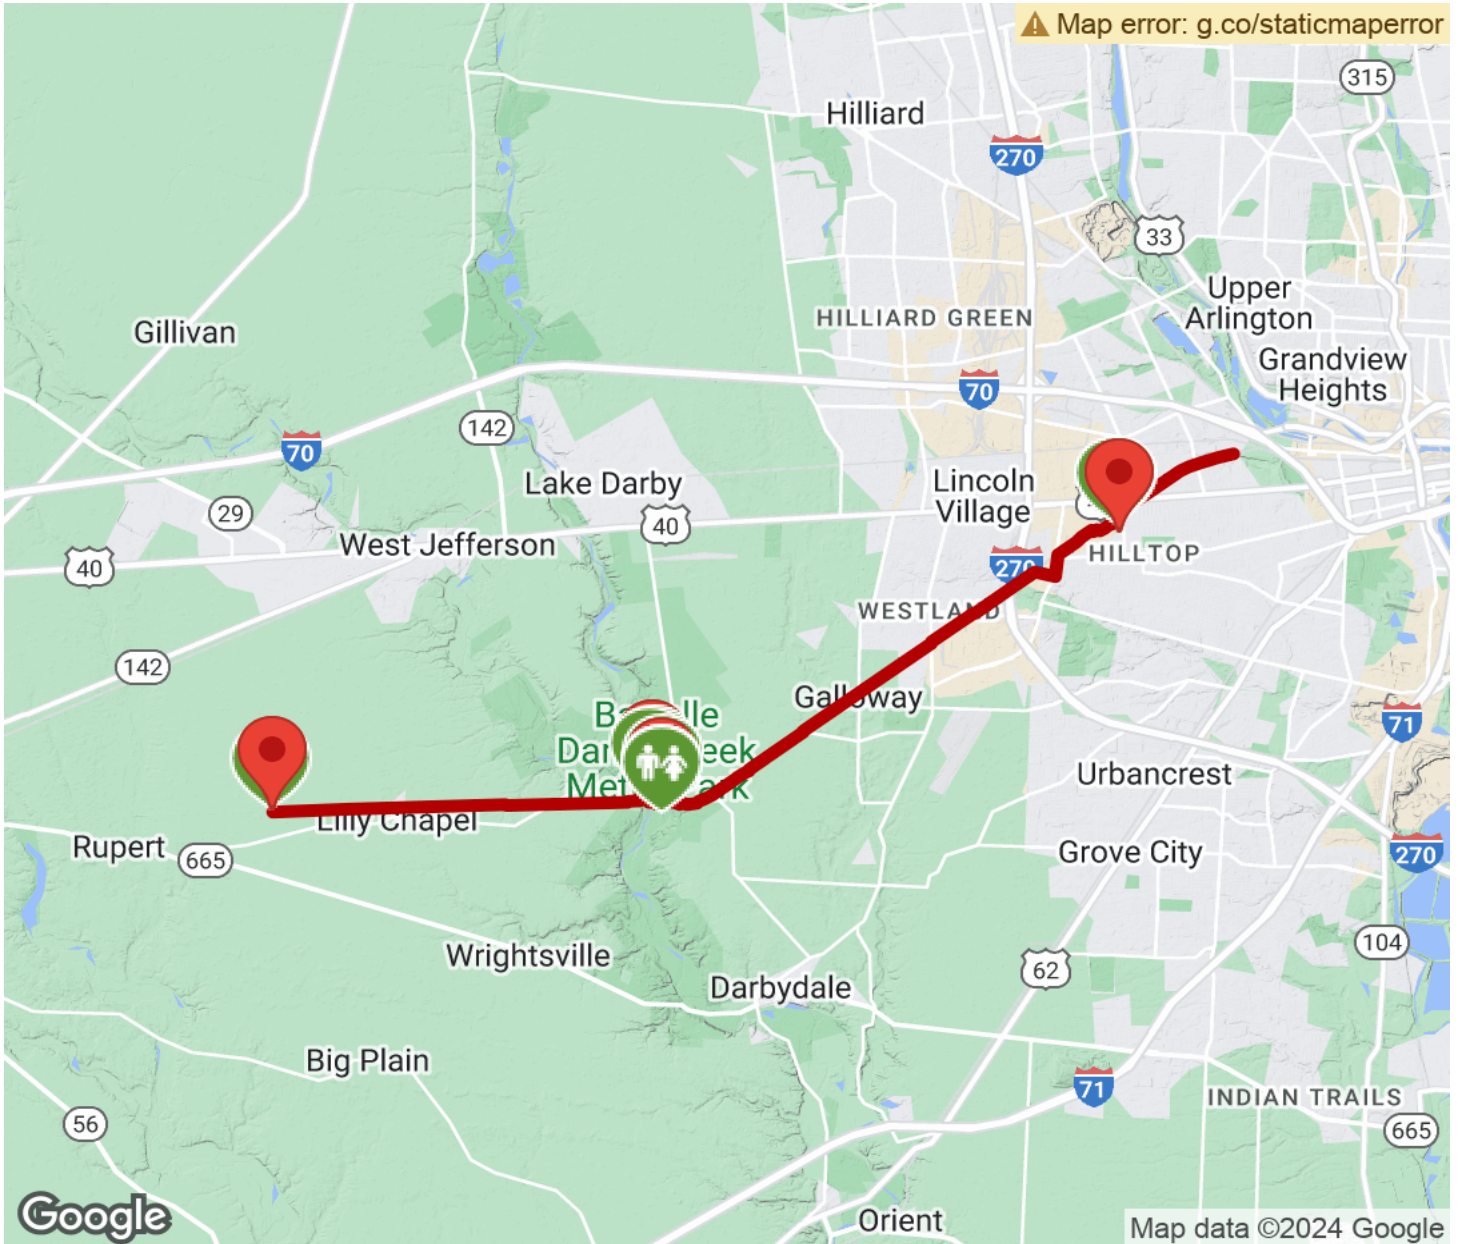 Map error: g.co/staticmaperror
315
Hilliard
270
33
Upper
Arlington
HILLIARD GREEN
Gillivan
Grandview
Heights
70
142
70
Lake Darby
Lincoln
Village
29
40
West Jefferson
HILLTOP
40
270
WESTLAND
142
Galloway
71
Urbancrest
Lilly Chapel
Rupert
665
Grove City
270
Wrightsville
104
62
Darbydale
Big Plain
71
INDIAN TRAILS
56
665
Google
Orient
Map data ©2024 Google